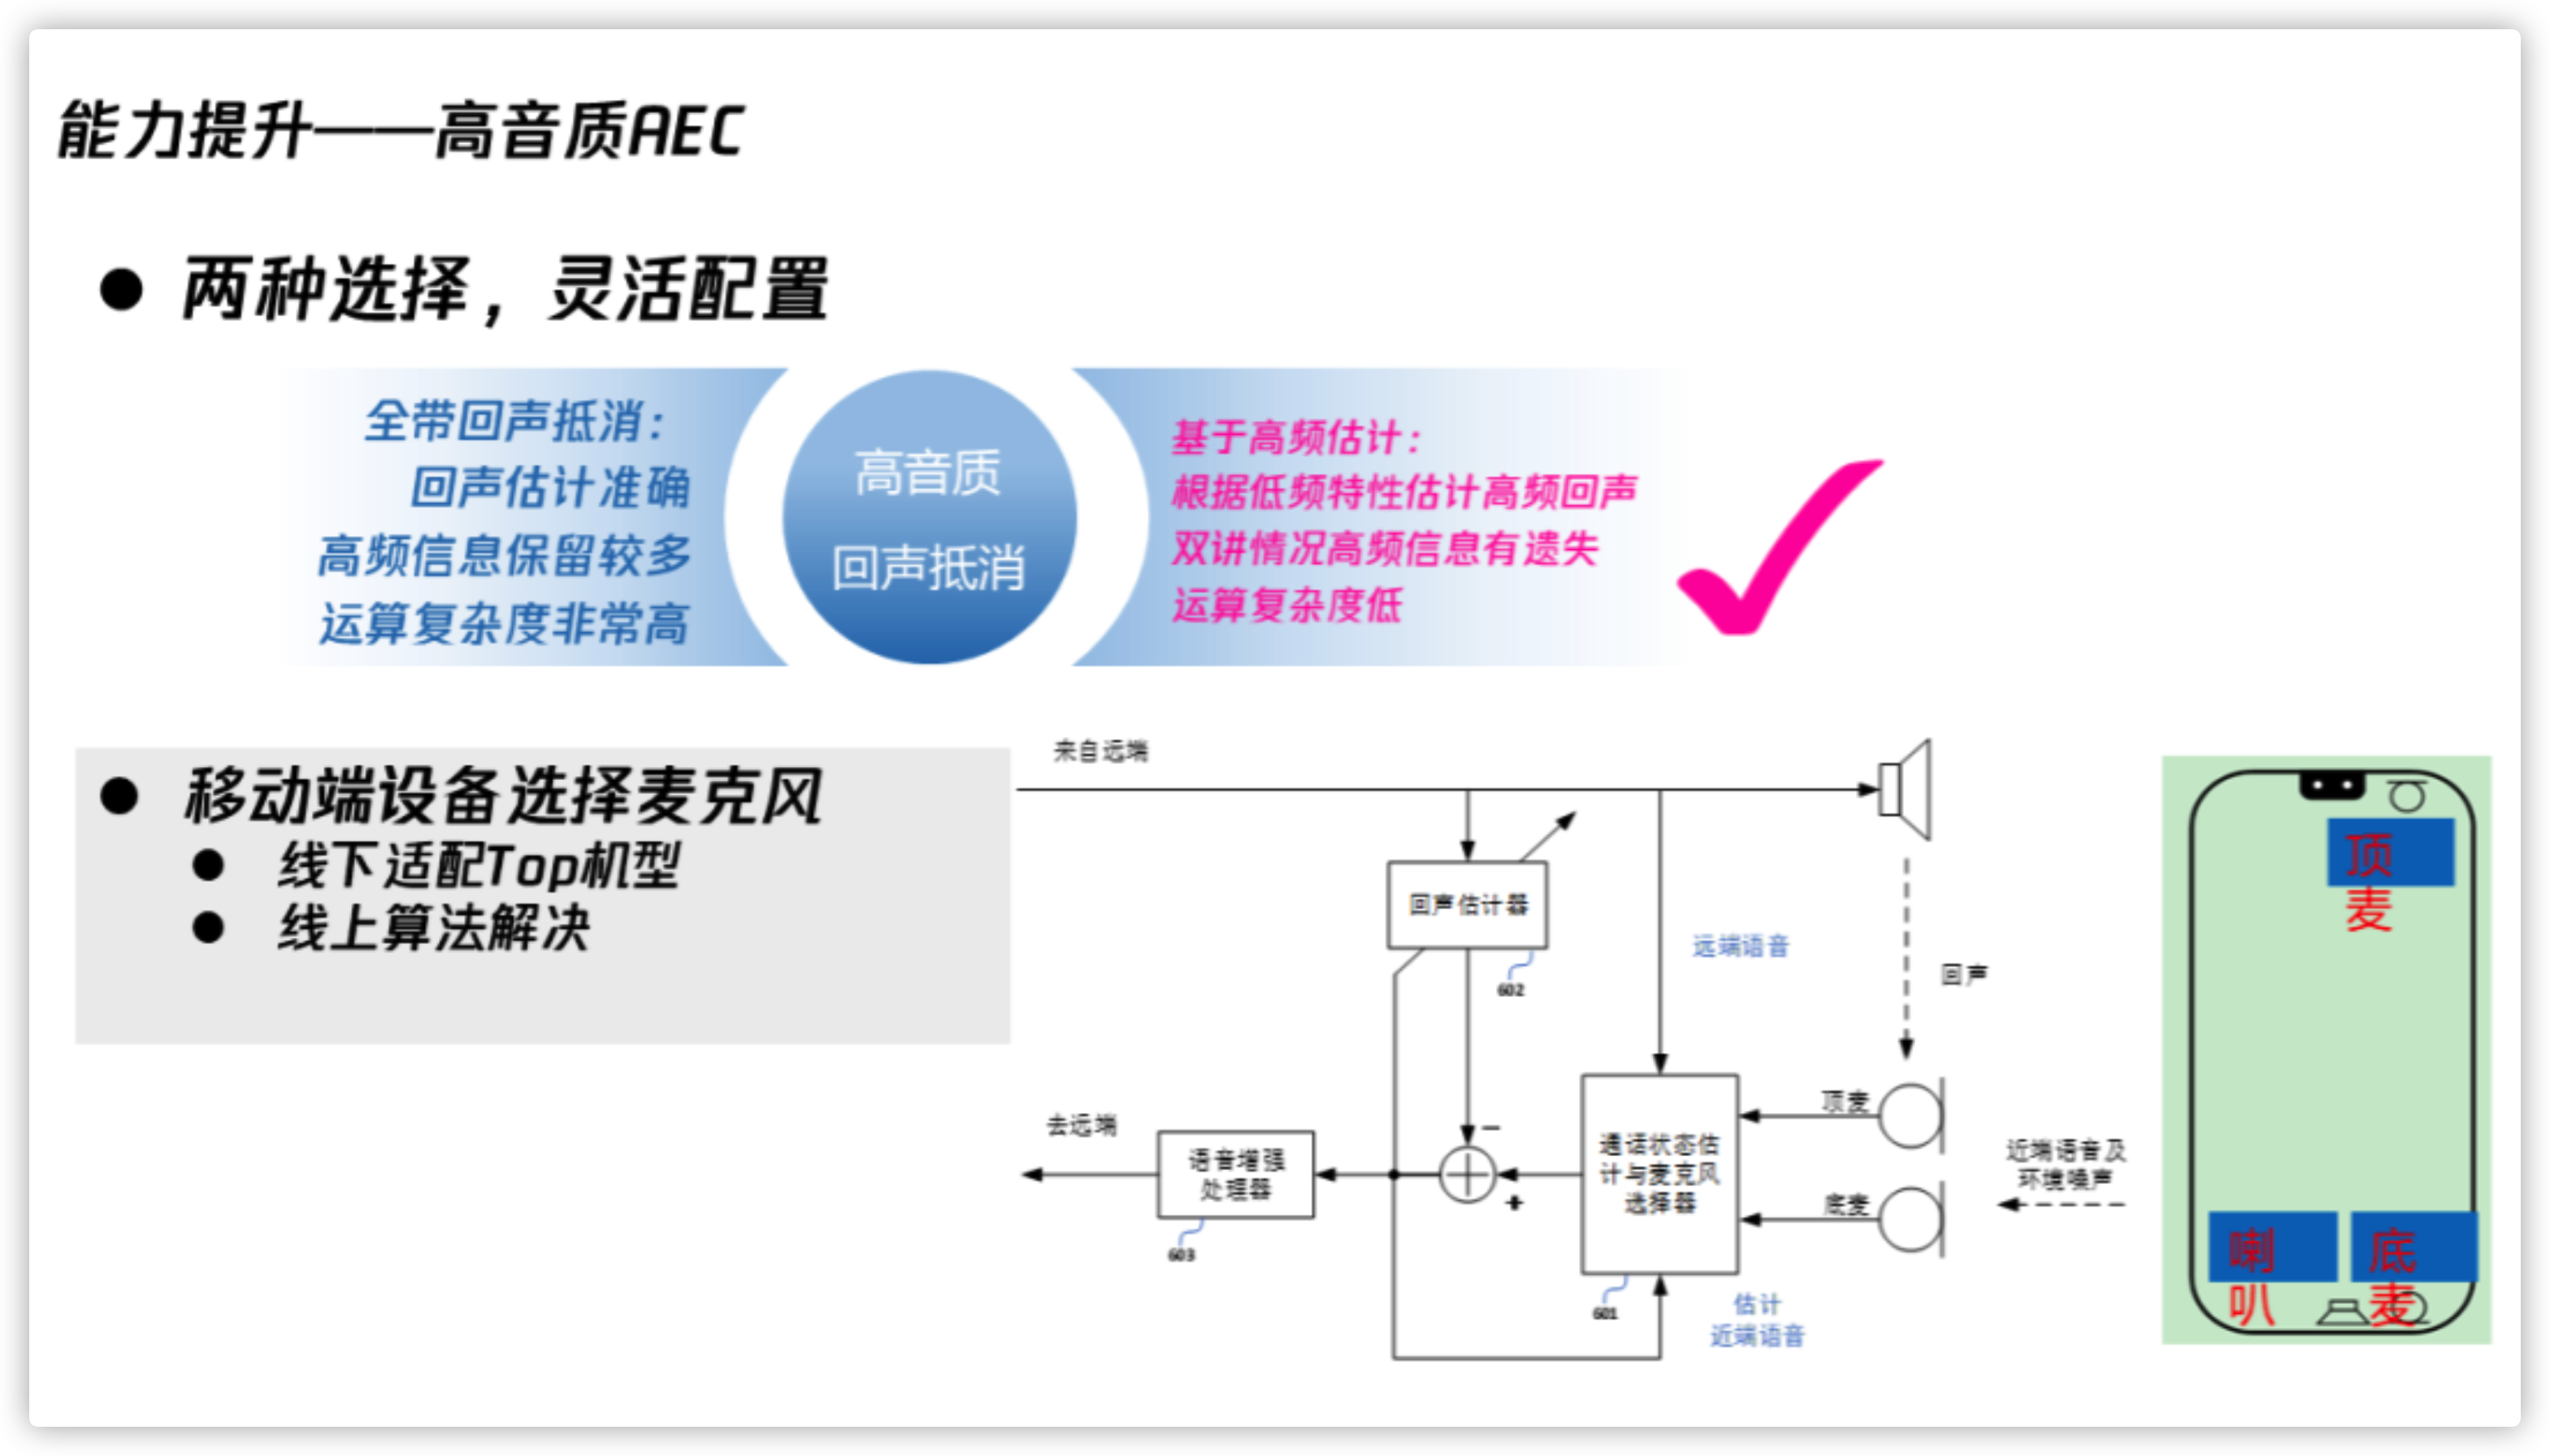 能力提升——高音质AEC
两种选择，灵活配置
全带回声抵消：
回声估计准确
高频信息保留较多
运算复杂度非常高
高音质
回声抵消
基于高频估计：
根据低频特性估计高频回声
双讲情况高频信息有遗失
运算复杂度低
移动端设备选择麦克风
线下适配Top机型
线上算法解决
来自远端
回声估计器
602
远端语音
回声
去远端
语音增强
处理器
603
−
+
通话状态估
计与麦克风
选择器
601
顶麦
底麦
近端语音及
环境噪声
估计
近端语音
顶
麦
喇
叭
底
麦